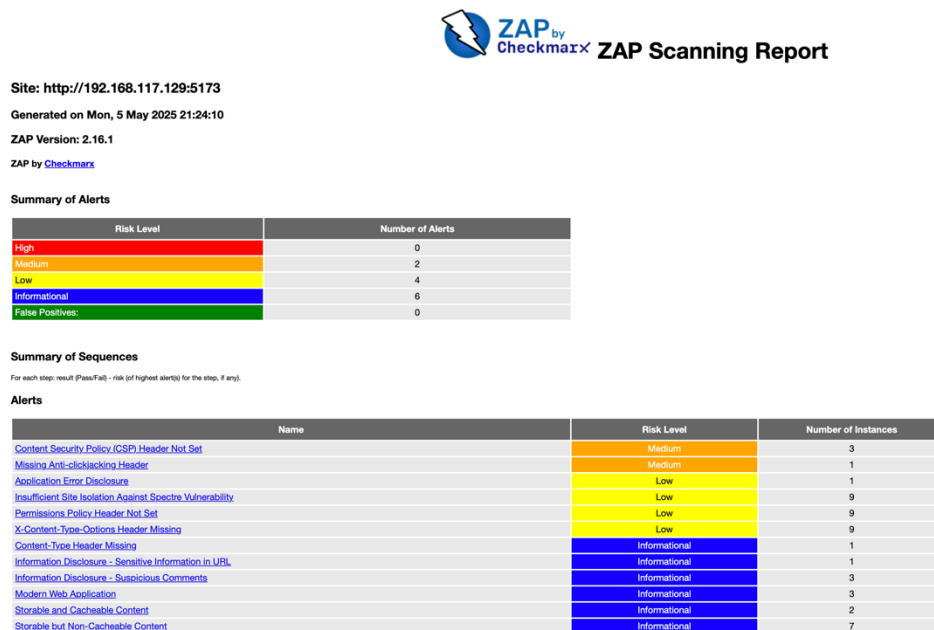 ZAP by
Checkmarx ZAP Scanning Report
Site: http://192.168.117.129:5173
Generated on Mon, 5 May 2025 21:24:10
ZAP Version: 2.16.1
ZAP by Checkmarx
Summary of Alerts
Risk Level Number of Alerts
High 0
Medium 2
Low 4
Informational 6
False Positives: 0
Summary of Sequences
For each step: result (Pass/Fail) - risk (of highest alert(s) for the step, if any).
Alerts
Name Risk Level Number of Instances
Content Security Policy (CSP) Header Not Set Medium 3
Missing Anti-clickjacking Header Medium 1
Application Error Disclosure Low 1
Insufficient Site Isolation Against Spectre Vulnerability Low 9
Permissions Policy Header Not Set Low 9
X-Content-Type-Options Header Missing Low 9
Content-Type Header Missing Informational 1
Information Disclosure - Sensitive Information in URL Informational 1
Information Disclosure - Suspicious Comments Informational 3
Modern Web Application Informational 3
Storable and Cacheable Content Informational 2
Storable but Non-Cacheable Content Informational 7